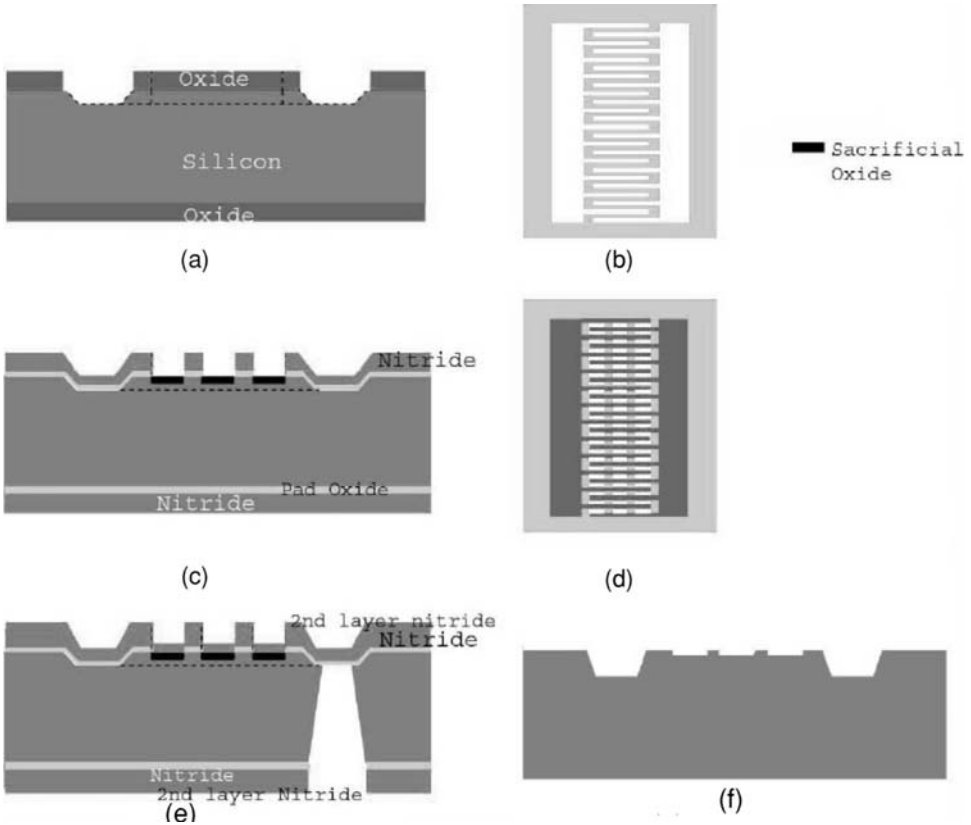 Oxide
Silicon
Oxide
(a)
(b)
Sacrificial
Oxide
Nitride
Pad Oxide
Nitride
(c)
(d)
2nd layer nitride
Nitride
Nitride
2nd layer Nitride
(e)
(f)